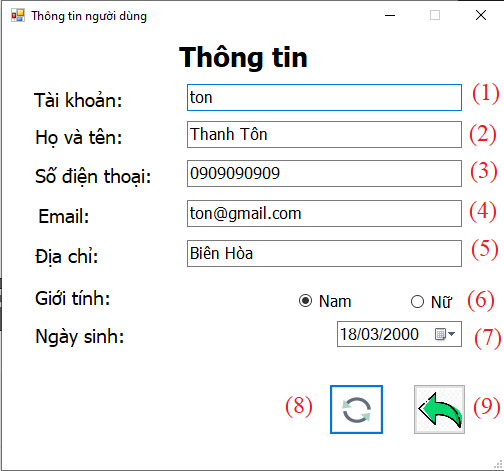 Thông tin người dùng
Thông tin
Tài khoản: ton (1)
Họ và tên: Thanh Tôn (2)
Số điện thoại: 0909090909 (3)
Email: ton@gmail.com (4)
Địa chỉ: Biên Hòa (5)
Giới tính: Nam Nữ (6)
Ngày sinh: 18/03/2000 (7)
(8) (9)